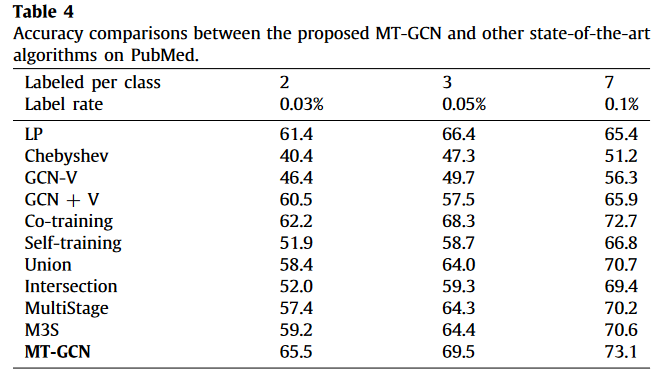 Table 4
Accuracy comparisons between the proposed MT-GCN and other state-of-the-art
algorithms on PubMed.
Labeled per class 2 3 7
Label rate 0.03% 0.05% 0.1%
LP 61.4 66.4 65.4
Chebyshev 40.4 47.3 51.2
GCN-V 46.4 49.7 56.3
GCN + V 60.5 57.5 65.9
Co-training 62.2 68.3 72.7
Self-training 51.9 58.7 66.8
Union 58.4 64.0 70.7
Intersection 52.0 59.3 69.4
MultiStage 57.4 64.3 70.2
M3S 59.2 64.4 70.6
MT-GCN 65.5 69.5 73.1